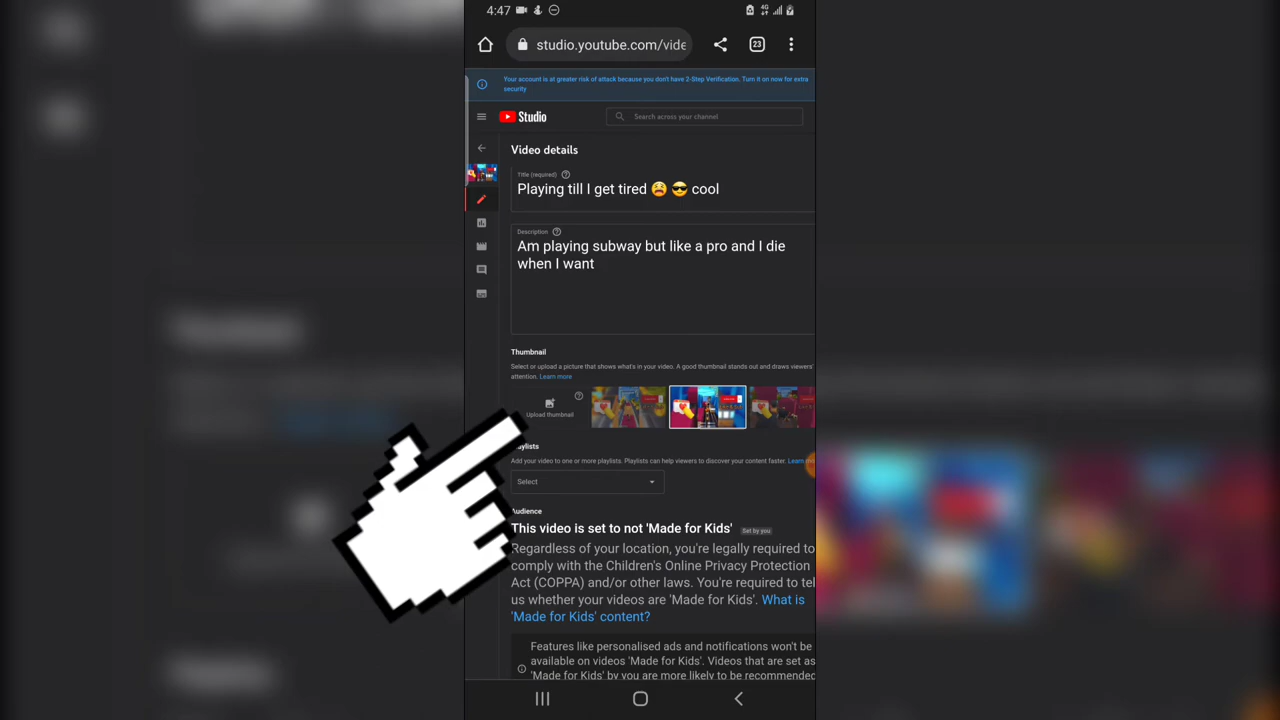 4:47
4G
studio.youtube.com/vide
23
Your account is at greater risk of attack because you don't have 2-Step Verification. Turn it on now for extra
security
Studio
Search across your channel
Video details
Title (required)
Playing till I get tired 😩 😎 cool
Description
Am playing subway but like a pro and I die
when I want
Thumbnail
Select or upload a picture that shows what's in your video. A good thumbnail stands out and draws viewers'
attention. Learn more
Upload thumbnail
aylists
Add your video to one or more playlists. Playlists can help viewers to discover your content faster. Learn mo
Select
Audience
This video is set to not 'Made for Kids' Set by you
Regardless of your location, you're legally required to
comply with the Children's Online Privacy Protection
Act (COPPA) and/or other laws. You're required to tel
us whether your videos are 'Made for Kids'. What is
'Made for Kids' content?
Features like personalised ads and notifications won't be
available on videos 'Made for Kids'. Videos that are set as
'Made for Kids' by you are more likely to be recommended